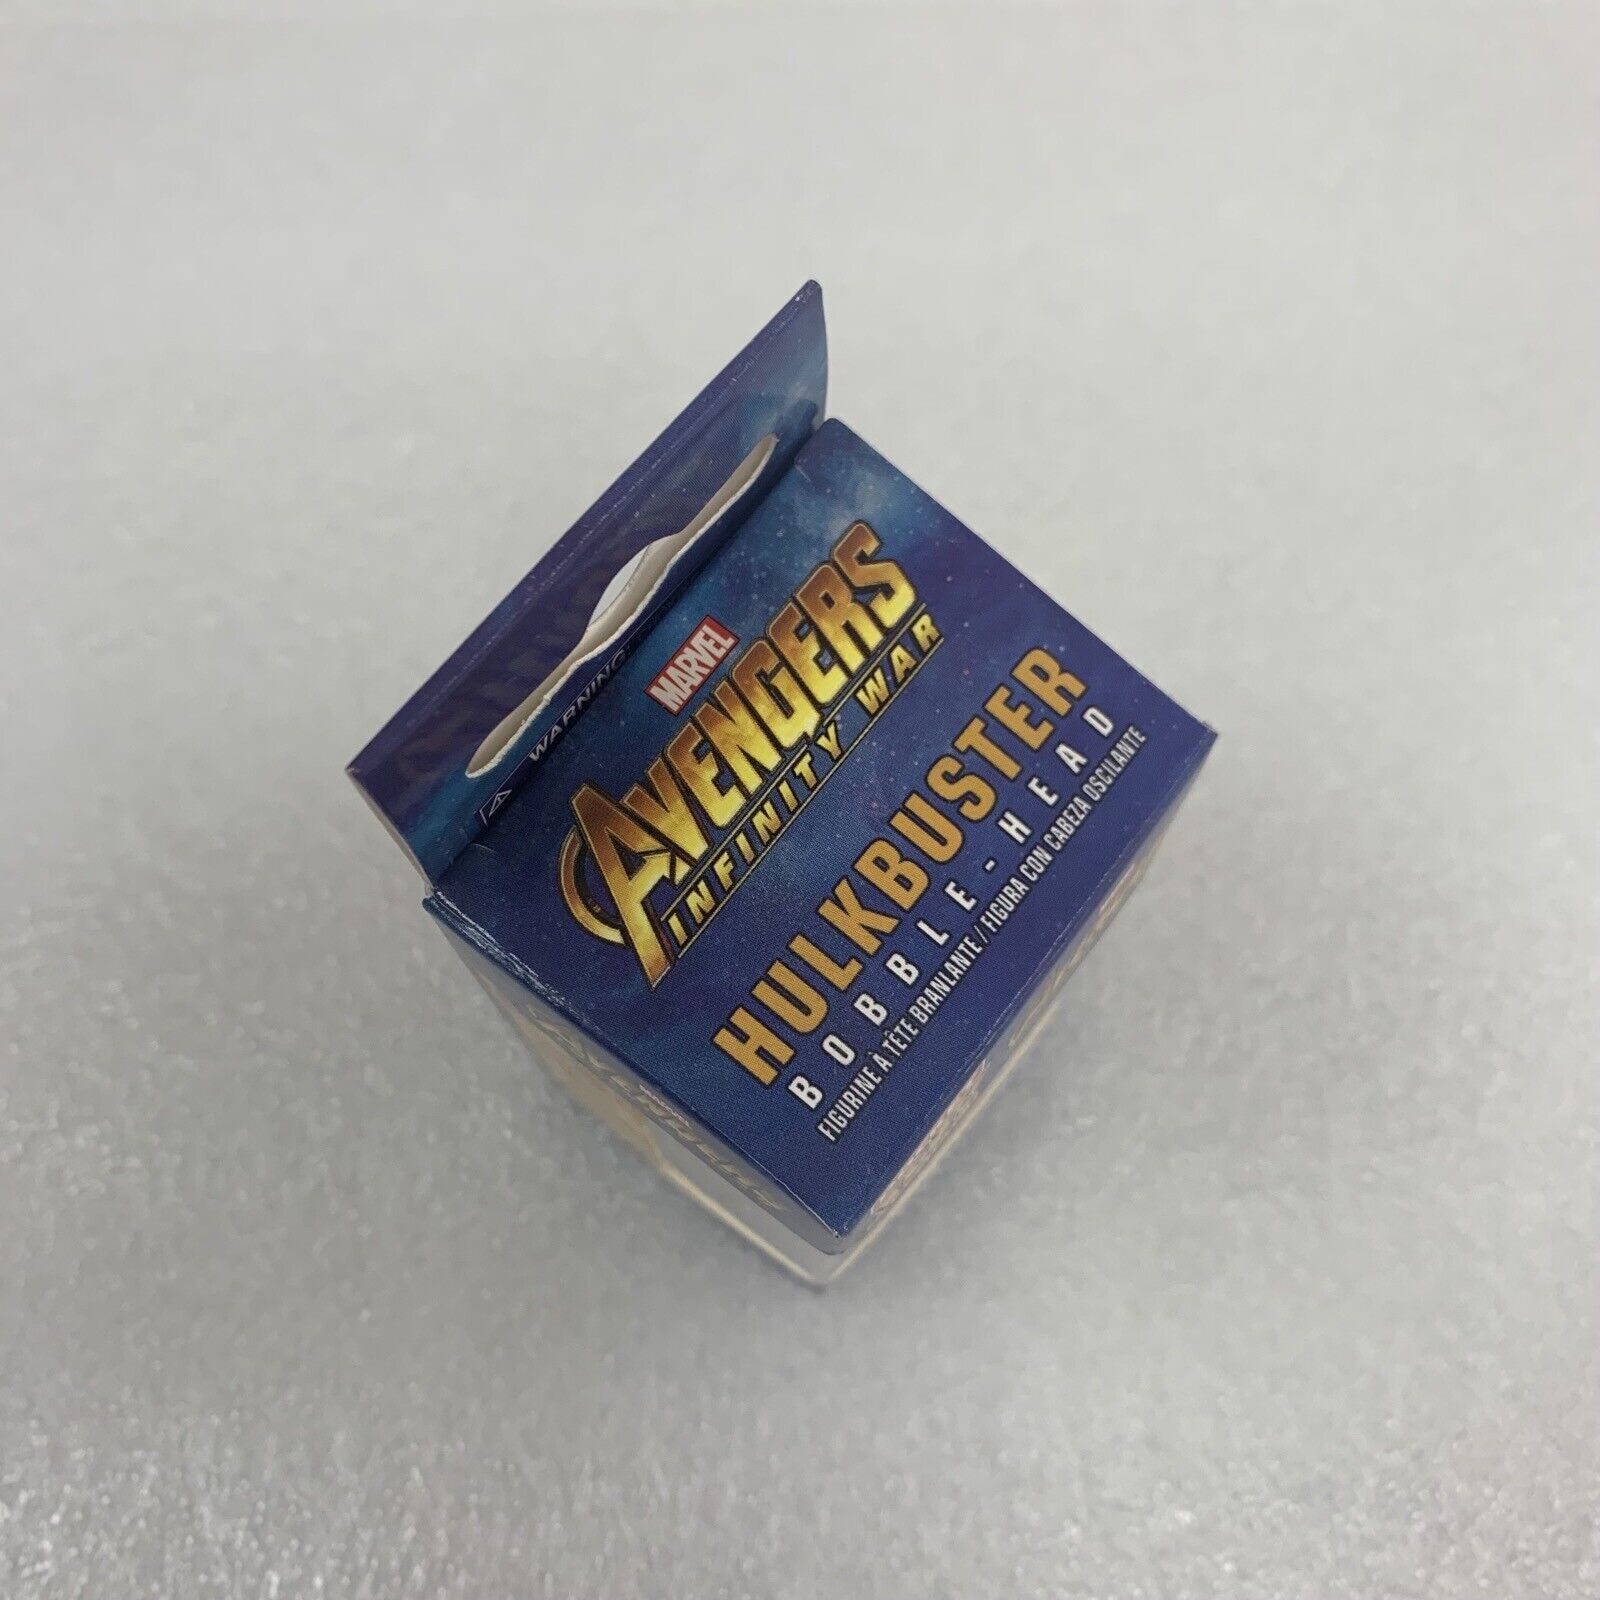 ⚠ WARNING:
MARVEL
AVENGERS
INFINITY WAR
HULKBUSTER
BOBBLE-HEAD
FIGURINE À TÊTE BRANLANTE / FIGURA CON CABEZA OSCILANTE